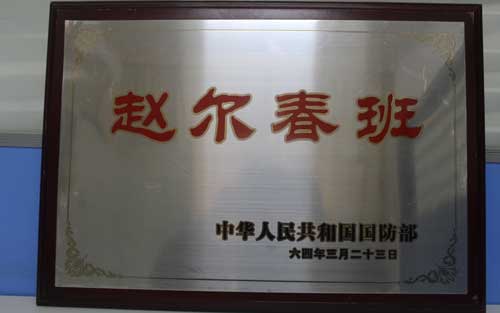 赵尔春班
中华人民共和国国防部
六四年三月二十三日